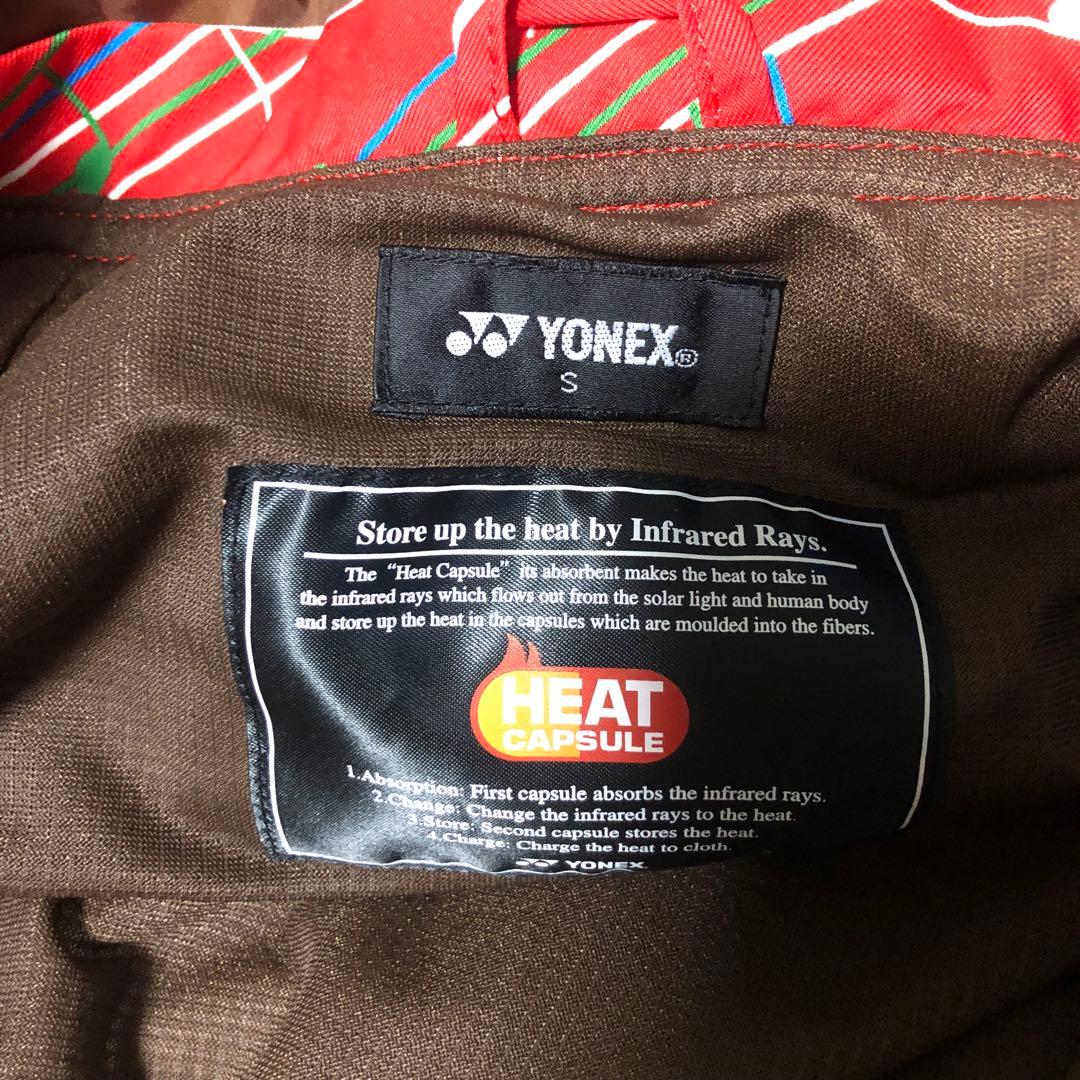 YONEX®
S
Store up the heat by Infrared Rays.
The "Heat Capsule" its absorbent makes the heat to take in
the infrared rays which flows out from the solar light and human body
and store up the heat in the capsules which are moulded into the fibers.
HEAT
CAPSULE
1.Absorption: First capsule absorbs the infrared rays.
2.Change: Change the infrared rays to the heat.
3.Store: Second capsule stores the heat.
4.Charge: Charge the heat to cloth.
YONEX.